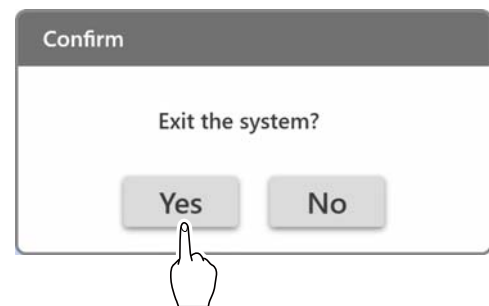 Confirm
Exit the system?
Yes No